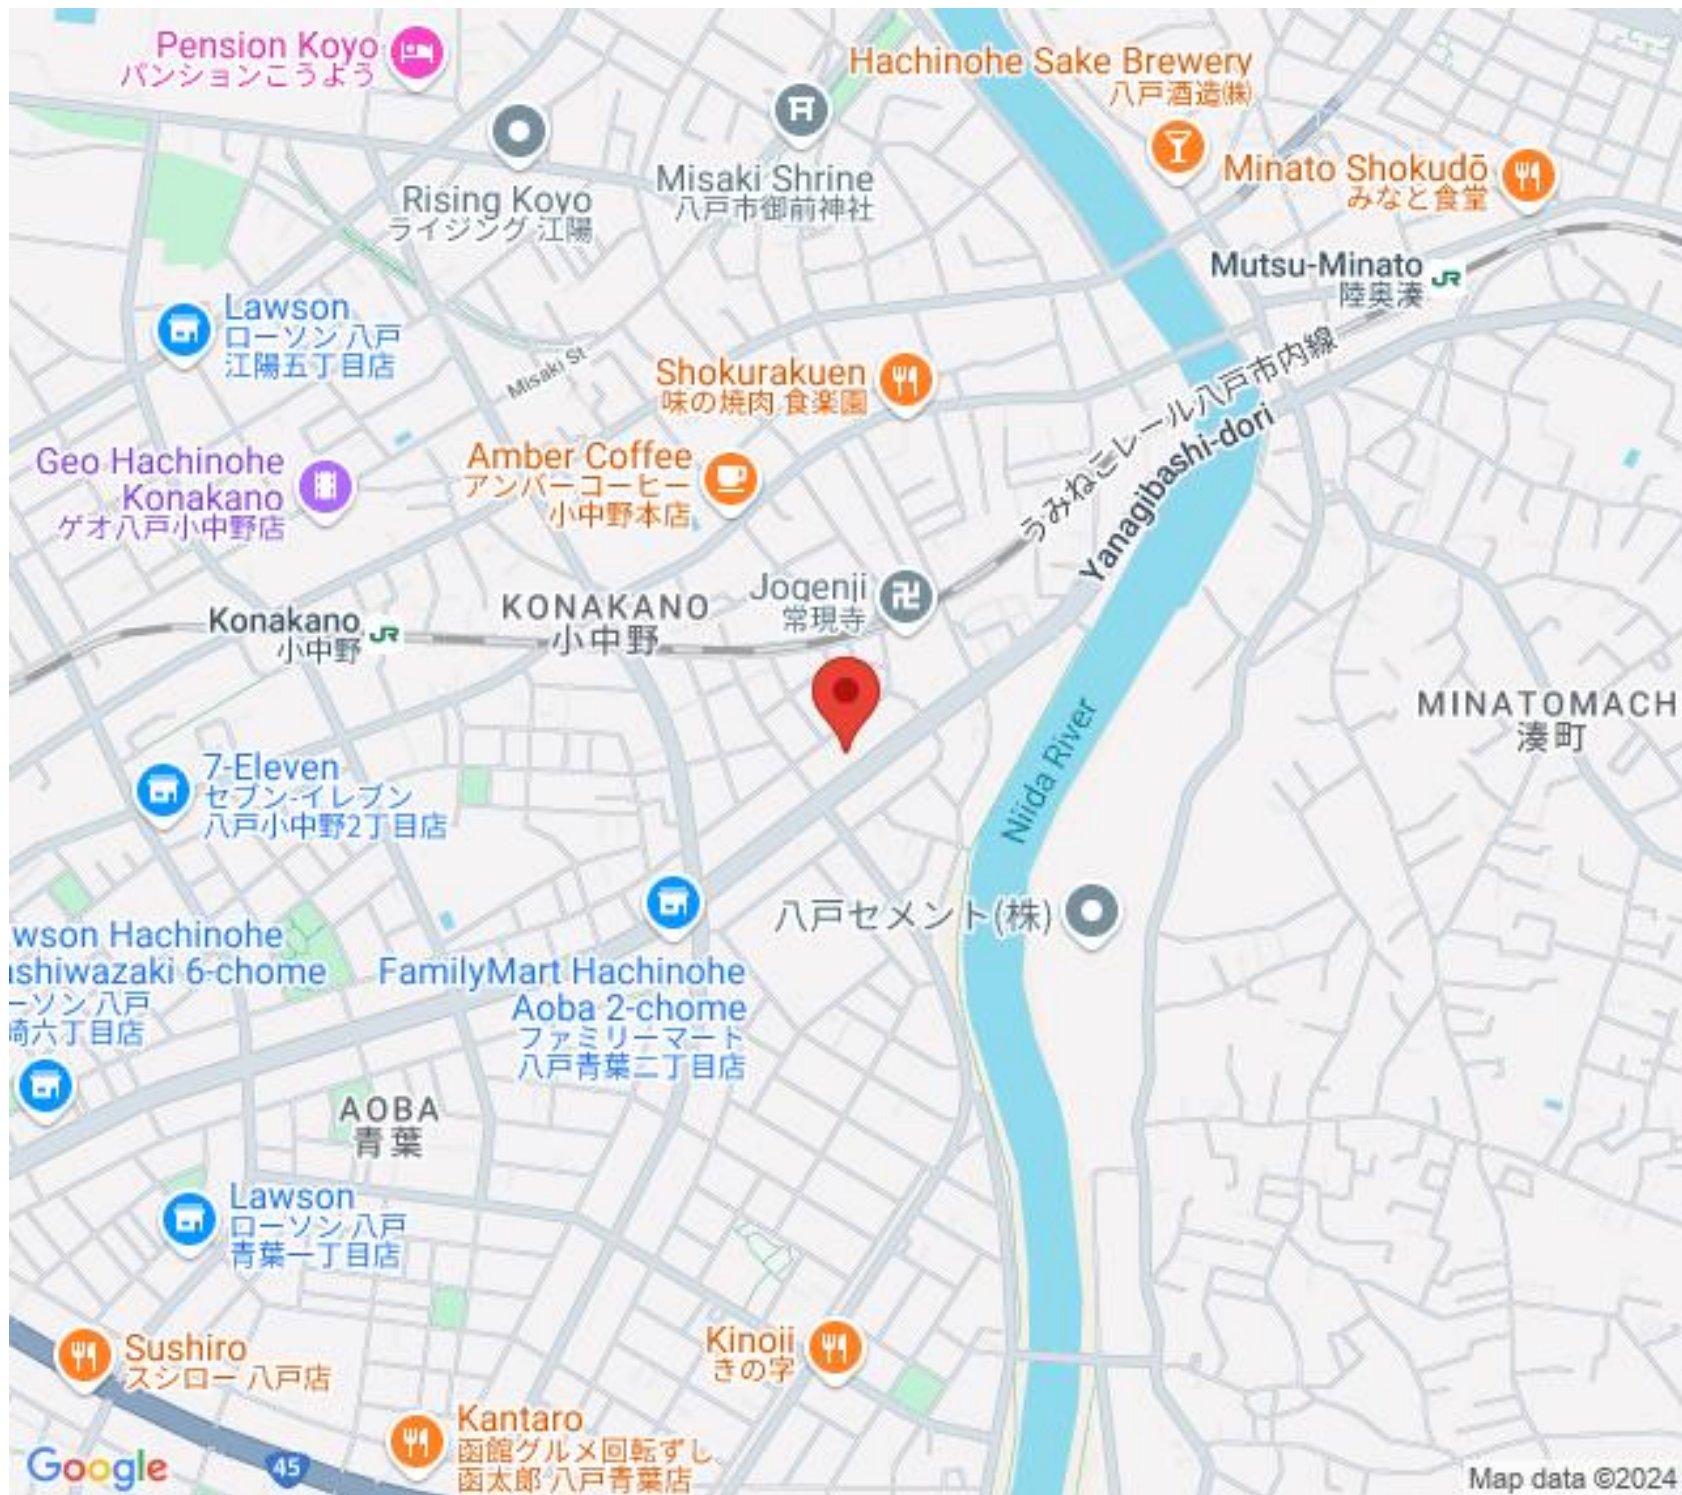 Pension Koyo
パンションこうよう
Hachinohe Sake Brewery
八戸酒造㈱
Rising Koyo
ライジング 江陽
Misaki Shrine
八戸市御前神社
Minato Shokudō
みなと食堂
Mutsu-Minato
陸奥湊
JR
Lawson
ローソン 八戸
江陽五丁目店
Misaki St
Shokurakuen
味の焼肉 食楽園
うみねこレール八戸市内線
Yanagibashi-dori
Geo Hachinohe
Konakano
ゲオ八戸小中野店
Amber Coffee
アンバーコーヒー
小中野本店
Jogenji
常現寺
Konakano
小中野
JR
KONAKANO
小中野
MINATOMACH
湊町
Niida River
7-Eleven
セブン-イレブン
八戸小中野2丁目店
八戸セメント(株)
wson Hachinohe
ashiwazaki 6-chome
ーソン 八戸
崎六丁目店
FamilyMart Hachinohe
Aoba 2-chome
ファミリーマート
八戸青葉二丁目店
AOBA
青葉
Lawson
ローソン 八戸
青葉一丁目店
Sushiro
スシロー 八戸店
Kinoji
きの字
Kantaro
函館グルメ回転ずし
函太郎 八戸青葉店
45
Google
Map data ©2024